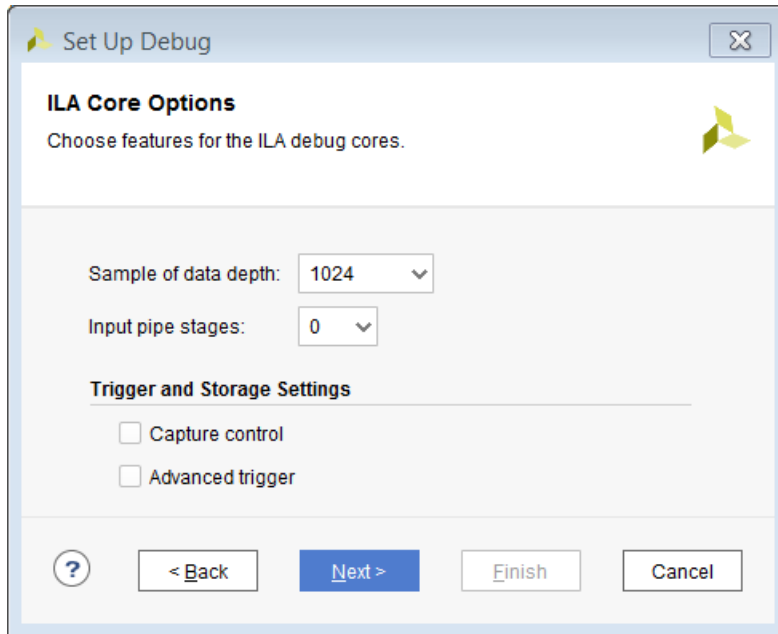 Set Up Debug
ILA Core Options
Choose features for the ILA debug cores.
Sample of data depth: 1024
Input pipe stages: 0
Trigger and Storage Settings
Capture control
Advanced trigger
? < Back Next > Finish Cancel